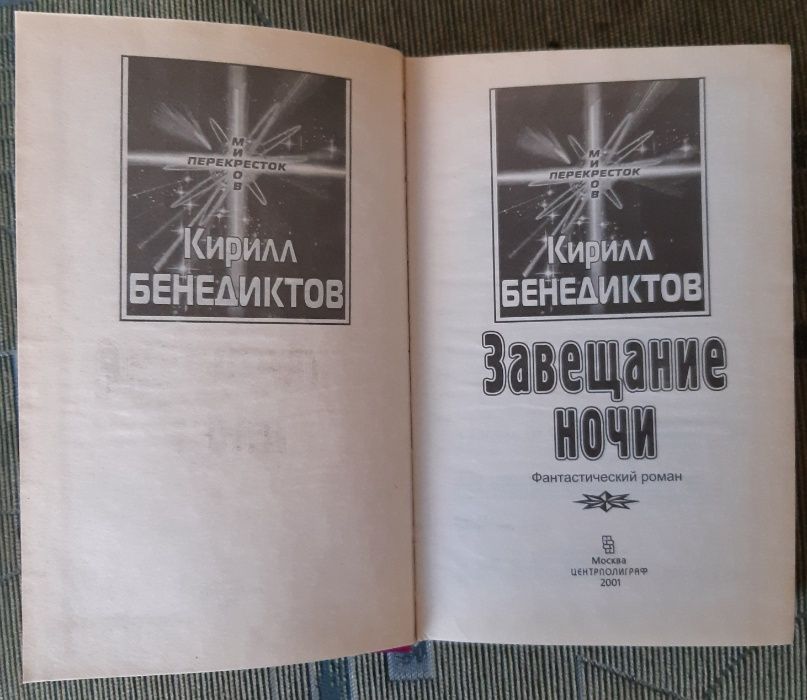 МИРОВ
ПЕРЕКРЕСТОК
Кирилл
БЕНЕДИКТОВ
МИРОВ
ПЕРЕКРЕСТОК
Кирилл
БЕНЕДИКТОВ
Завещание
ночи
Фантастический роман
Москва
ЦЕНТРПОЛИГРАФ
2001